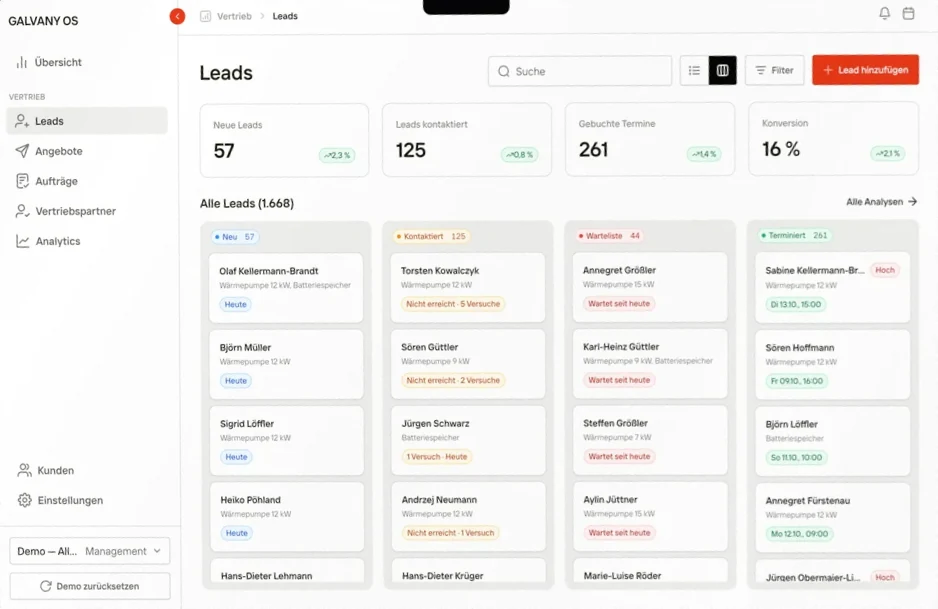 GALVANY OS
Vertrieb > Leads
Übersicht
VERTRIEB
Leads
Angebote
Aufträge
Vertriebspartner
Analytics
Kunden
Einstellungen
Demo — All... Management
Demo zurücksetzen
Leads
Suche
Filter
+ Lead hinzufügen
Neue Leads
57
2,3 %
Leads kontaktiert
125
0,8 %
Gebuchte Termine
261
1,4 %
Konversion
16 %
2,1 %
Alle Leads (1.668)
Alle Analysen →
Neu 57
Olaf Kellermann-Brandt
Wärmepumpe 12 kW, Batteriespeicher
Heute
Björn Müller
Wärmepumpe 12 kW
Heute
Sigrid Löffler
Wärmepumpe 12 kW
Heute
Heiko Pöhland
Wärmepumpe 12 kW
Heute
Hans-Dieter Lehmann
Kontaktiert 125
Torsten Kowalczyk
Wärmepumpe 12 kW
Nicht erreicht · 5 Versuche
Sören Güttler
Wärmepumpe 9 kW
Nicht erreicht · 2 Versuche
Jürgen Schwarz
Batteriespeicher
1 Versuch · Heute
Andrzej Neumann
Wärmepumpe 12 kW
Nicht erreicht · 1 Versuch
Hans-Dieter Krüger
Warteliste 44
Annegret Größler
Wärmepumpe 15 kW
Wartet seit heute
Karl-Heinz Güttler
Wärmepumpe 9 kW, Batteriespeicher
Wartet seit heute
Steffen Größler
Wärmepumpe 7 kW
Wartet seit heute
Aylin Jüttner
Wärmepumpe 15 kW
Wartet seit heute
Marie-Luise Röder
Terminiert 261
Sabine Kellermann-Br... Hoch
Wärmepumpe 12 kW
Di 13.10., 15:00
Sören Hoffmann
Wärmepumpe 12 kW
Fr 09.10., 16:00
Björn Löffler
Batteriespeicher
So 11.10., 10:00
Annegret Fürstenau
Wärmepumpe 12 kW
Mo 12.10., 09:00
Jürgen Obermaier-Li... Hoch